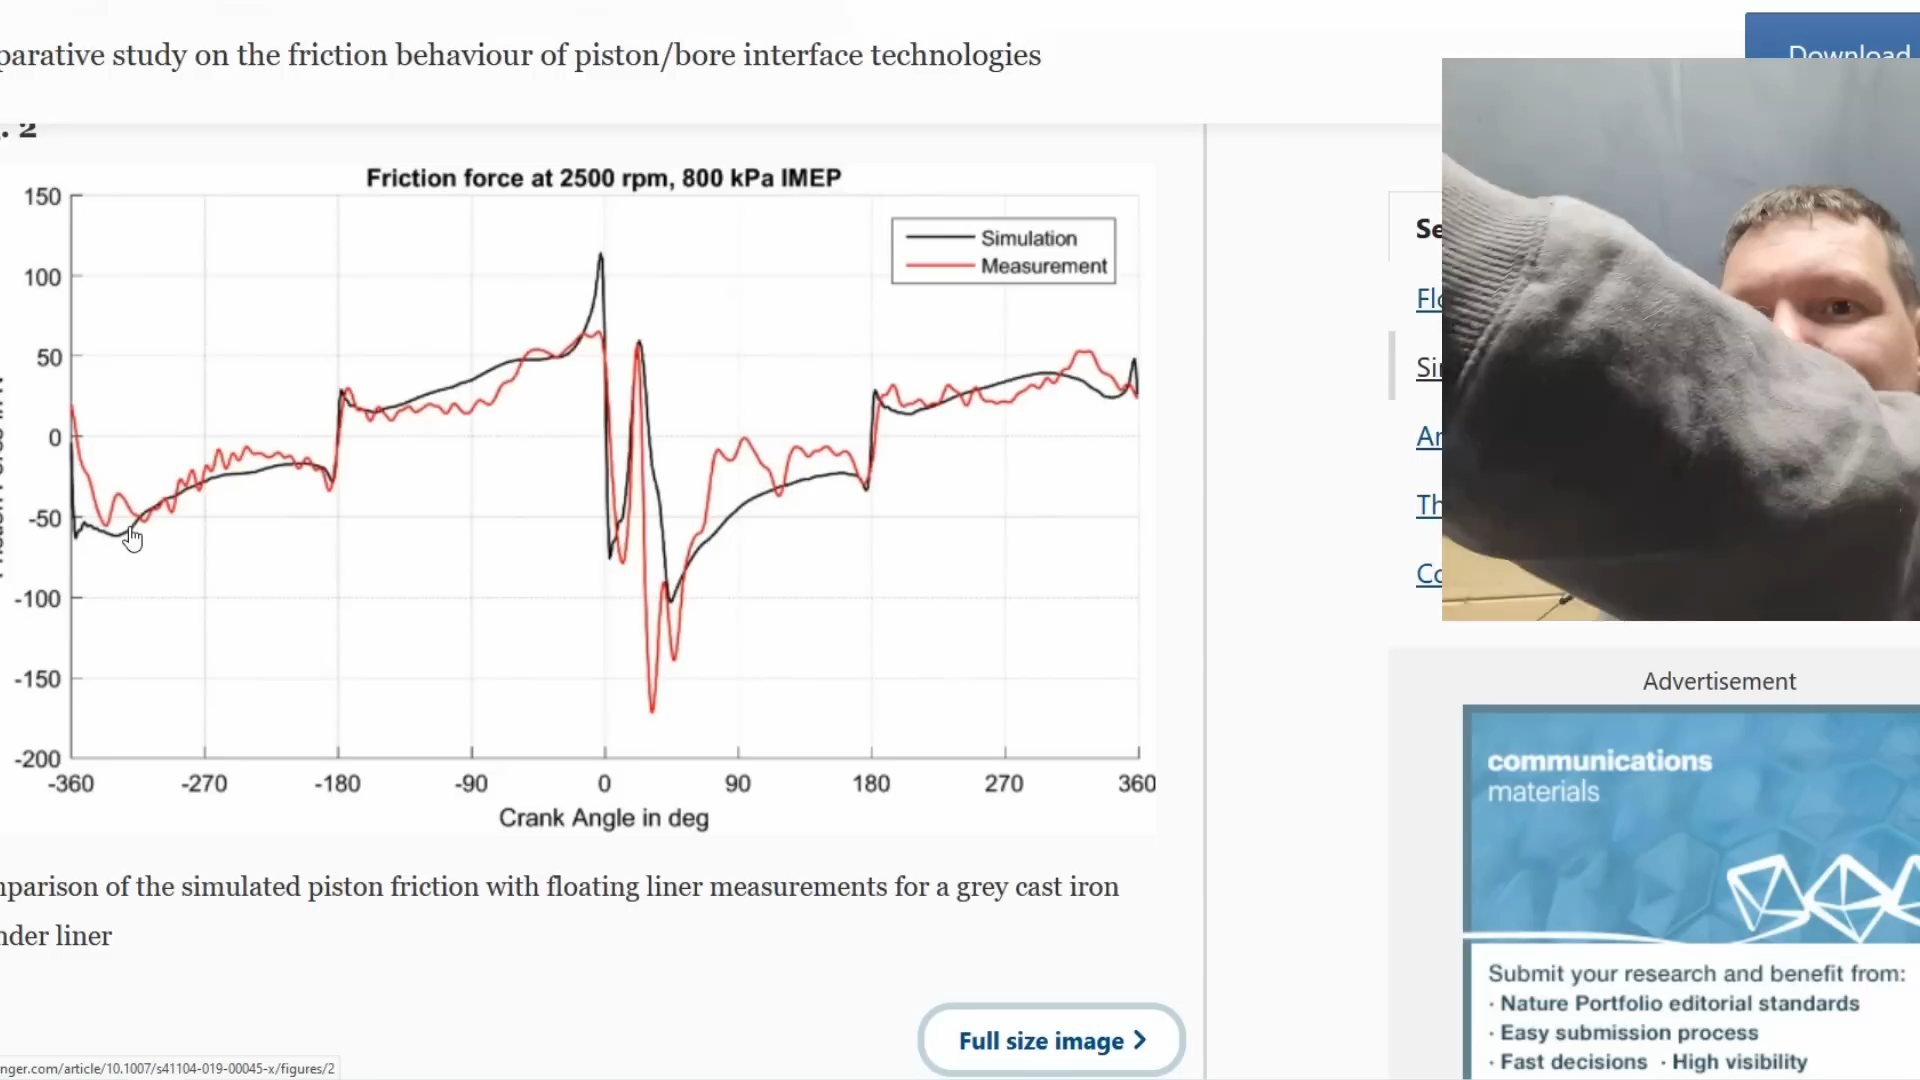 parative study on the friction behaviour of piston/bore interface technologies
Download
. 2
Friction force at 2500 rpm, 800 kPa IMEP
150
100
50
0
-50
-100
-150
-200
Simulation
Measurement
-360 -270 -180 -90 0 90 180 270 360
Crank Angle in deg
nparison of the simulated piston friction with floating liner measurements for a grey cast iron
nder liner
Full size image
Se
Flo
Sir
Ar
Th
Co
Advertisement
communications
materials
Submit your research and benefit from:
· Nature Portfolio editorial standards
· Easy submission process
· Fast decisions · High visibility
nger.com/article/10.1007/s41104-019-00045-x/figures/2